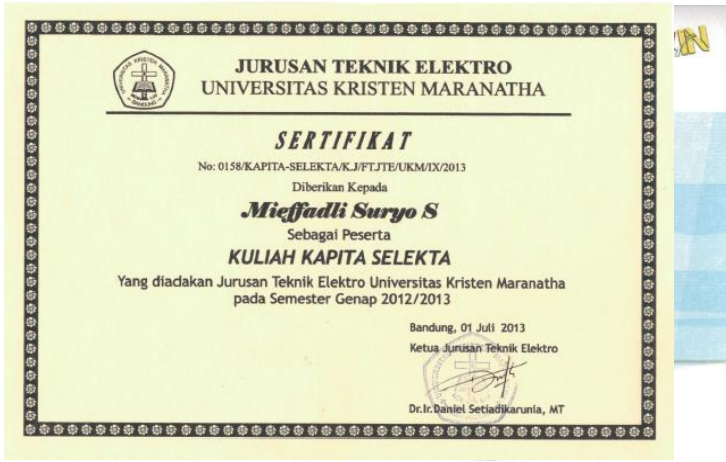 JURUSAN TEKNIK ELEKTRO
UNIVERSITAS KRISTEN MARANATHA
SERTIFIKAT
No: 0158/KAPITA-SELEKTA/KJ/FT.JTE/UKM/IX/2013
Diberikan Kepada
Mieffadli Suryo S
Sebagai Peserta
KULIAH KAPITA SELEKTA
Yang diadakan Jurusan Teknik Elektro Universitas Kristen Maranatha
pada Semester Genap 2012/2013
Bandung, 01 Juli 2013
Ketua Jurusan Teknik Elektro
Dr.Ir.Daniel Setiadikarunia, MT